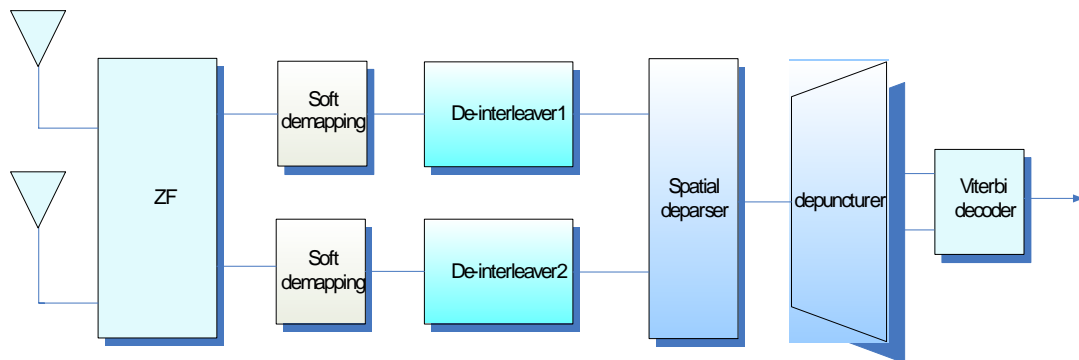 ZF
Soft
demapping
De-interleaver1
Soft
demapping
De-interleaver2
Spatial
deparser
depuncturer
Viterbi
decoder